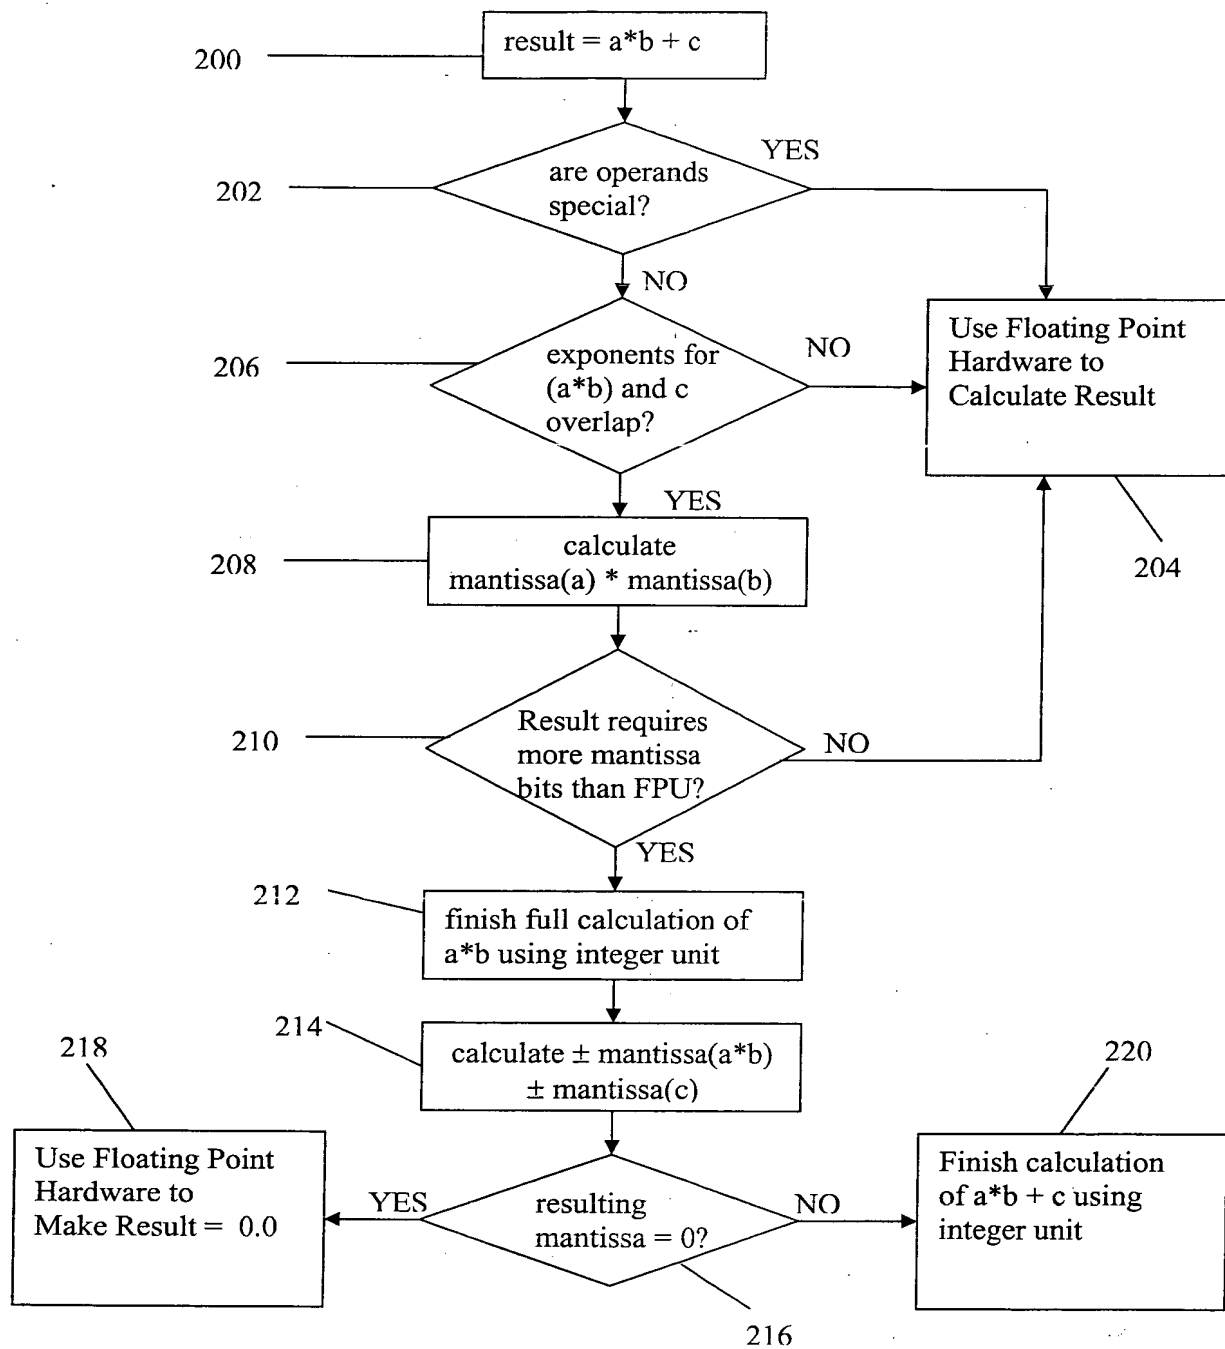 result = a*b + c
200
YES
are operands
special?
202
NO
Use Floating Point
Hardware to
Calculate Result
exponents for
(a*b) and c
overlap?
NO
206
YES
calculate
mantissa(a) * mantissa(b)
208
204
Result requires
more mantissa
bits than FPU?
NO
210
YES
212
finish full calculation of
a*b using integer unit
214
calculate ± mantissa(a*b)
± mantissa(c)
218
220
Use Floating Point
Hardware to
Make Result = 0.0
YES
resulting
mantissa = 0?
NO
Finish calculation
of a*b + c using
integer unit
216